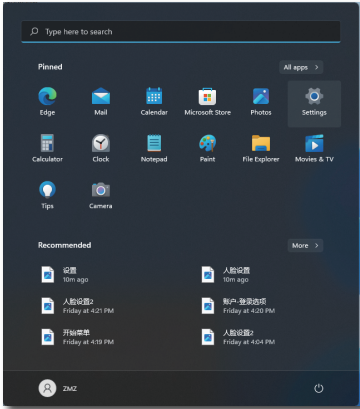 Type here to search
Pinned
All apps >
Edge
Mail
Calendar
Microsoft Store
Photos
Settings
Calculator
Clock
Notepad
Paint
File Explorer
Movies & TV
Tips
Camera
Recommended
More >
设置
10m ago
人脸设置
10m ago
人脸设置2
Friday at 4:21 PM
账户-登录选项
Friday at 4:20 PM
开始菜单
Friday at 4:19 PM
人脸设置2
Friday at 4:04 PM
ZMZ